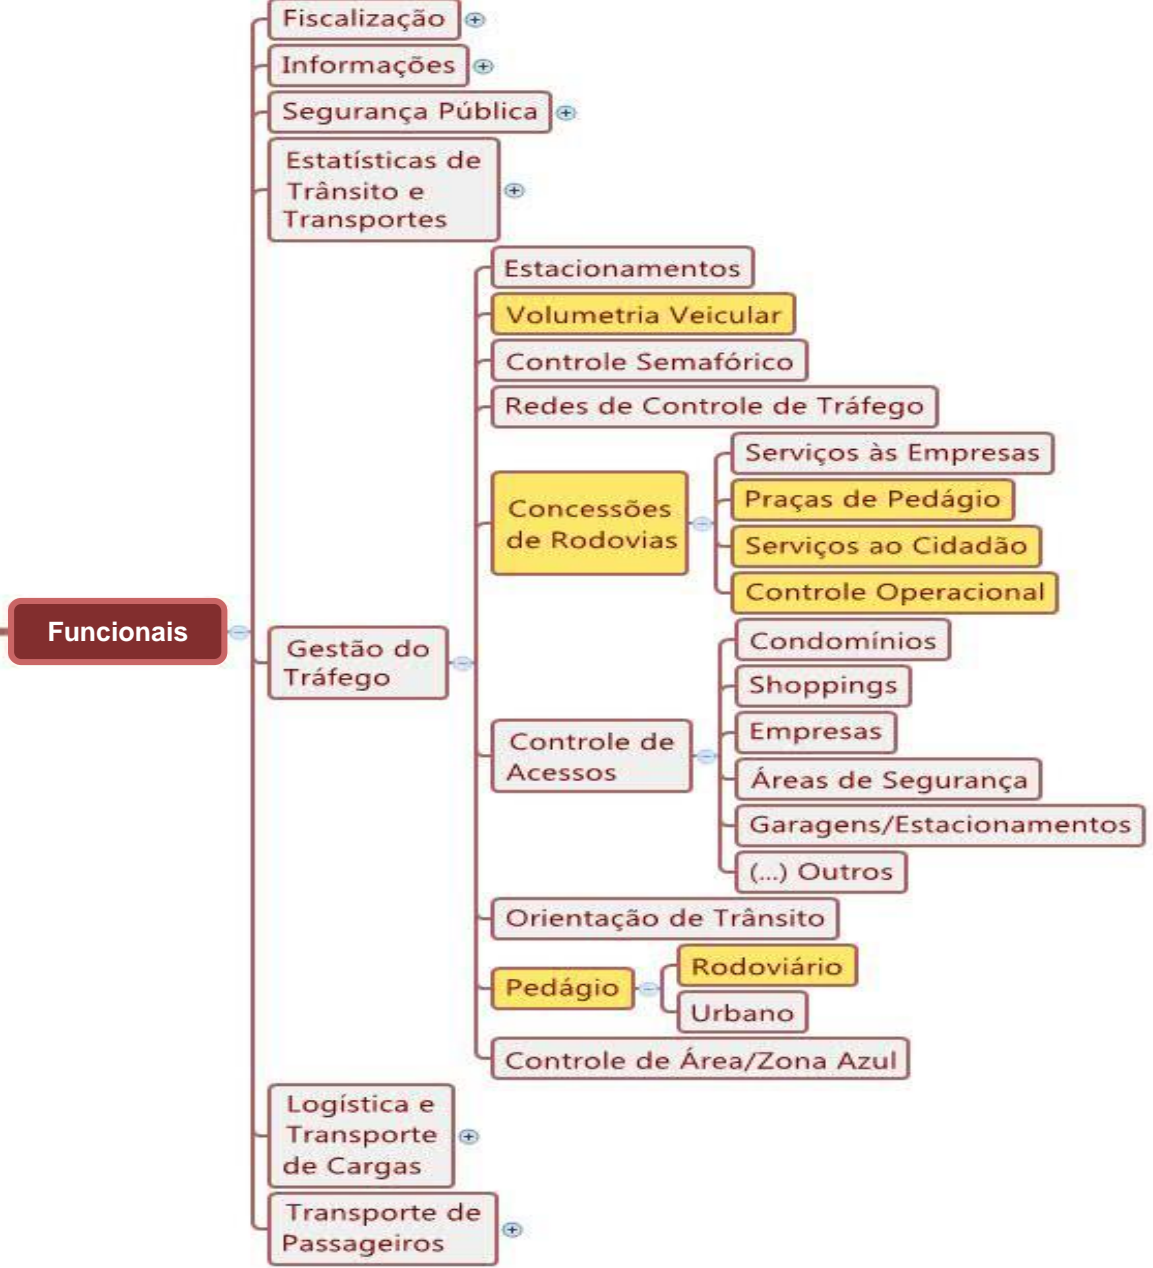 Fiscalização
Informações
Segurança Pública
Estatísticas de
Trânsito e
Transportes
Estacionamentos
Volumetria Veicular
Controle Semafórico
Redes de Controle de Tráfego
Serviços às Empresas
Concessões
de Rodovias
Praças de Pedágio
Serviços ao Cidadão
Controle Operacional
Funcionais
Gestão do
Tráfego
Condomínios
Shoppings
Controle de
Acessos
Empresas
Áreas de Segurança
Garagens/Estacionamentos
(...) Outros
Orientação de Trânsito
Pedágio
Rodoviário
Urbano
Controle de Área/Zona Azul
Logística e
Transporte
de Cargas
Transporte de
Passageiros